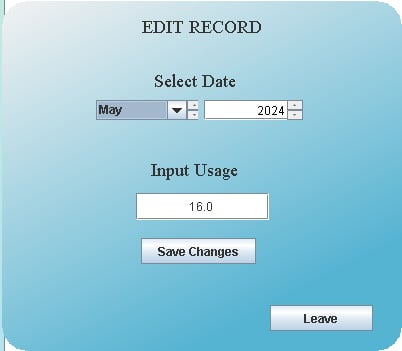 EDIT RECORD
Select Date
May 2024
Input Usage
16.0
Save Changes
Leave